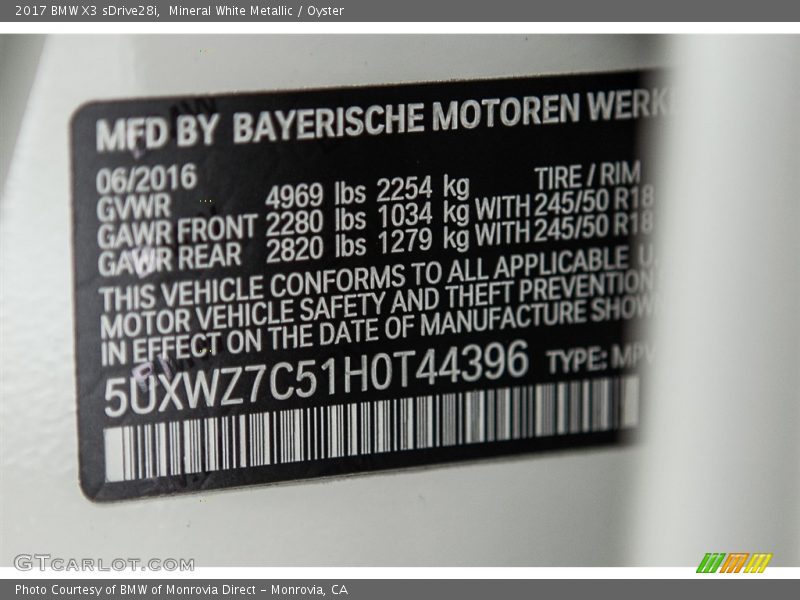 2017 BMW X3 sDrive28i, Mineral White Metallic / Oyster
MFD BY BAYERISCHE MOTOREN WERKE
06/2016 TIRE / RIM
GVWR 4969 lbs 2254 kg
GAWR FRONT 2280 lbs 1034 kg WITH 245/50 R18
GAWR REAR 2820 lbs 1279 kg WITH 245/50 R18
THIS VEHICLE CONFORMS TO ALL APPLICABLE U.
MOTOR VEHICLE SAFETY AND THEFT PREVENTION
IN EFFECT ON THE DATE OF MANUFACTURE SHOWN
5UXWZ7C51H0T44396 TYPE: MPV
GTCARLOT.COM
Photo Courtesy of BMW of Monrovia Direct - Monrovia, CA